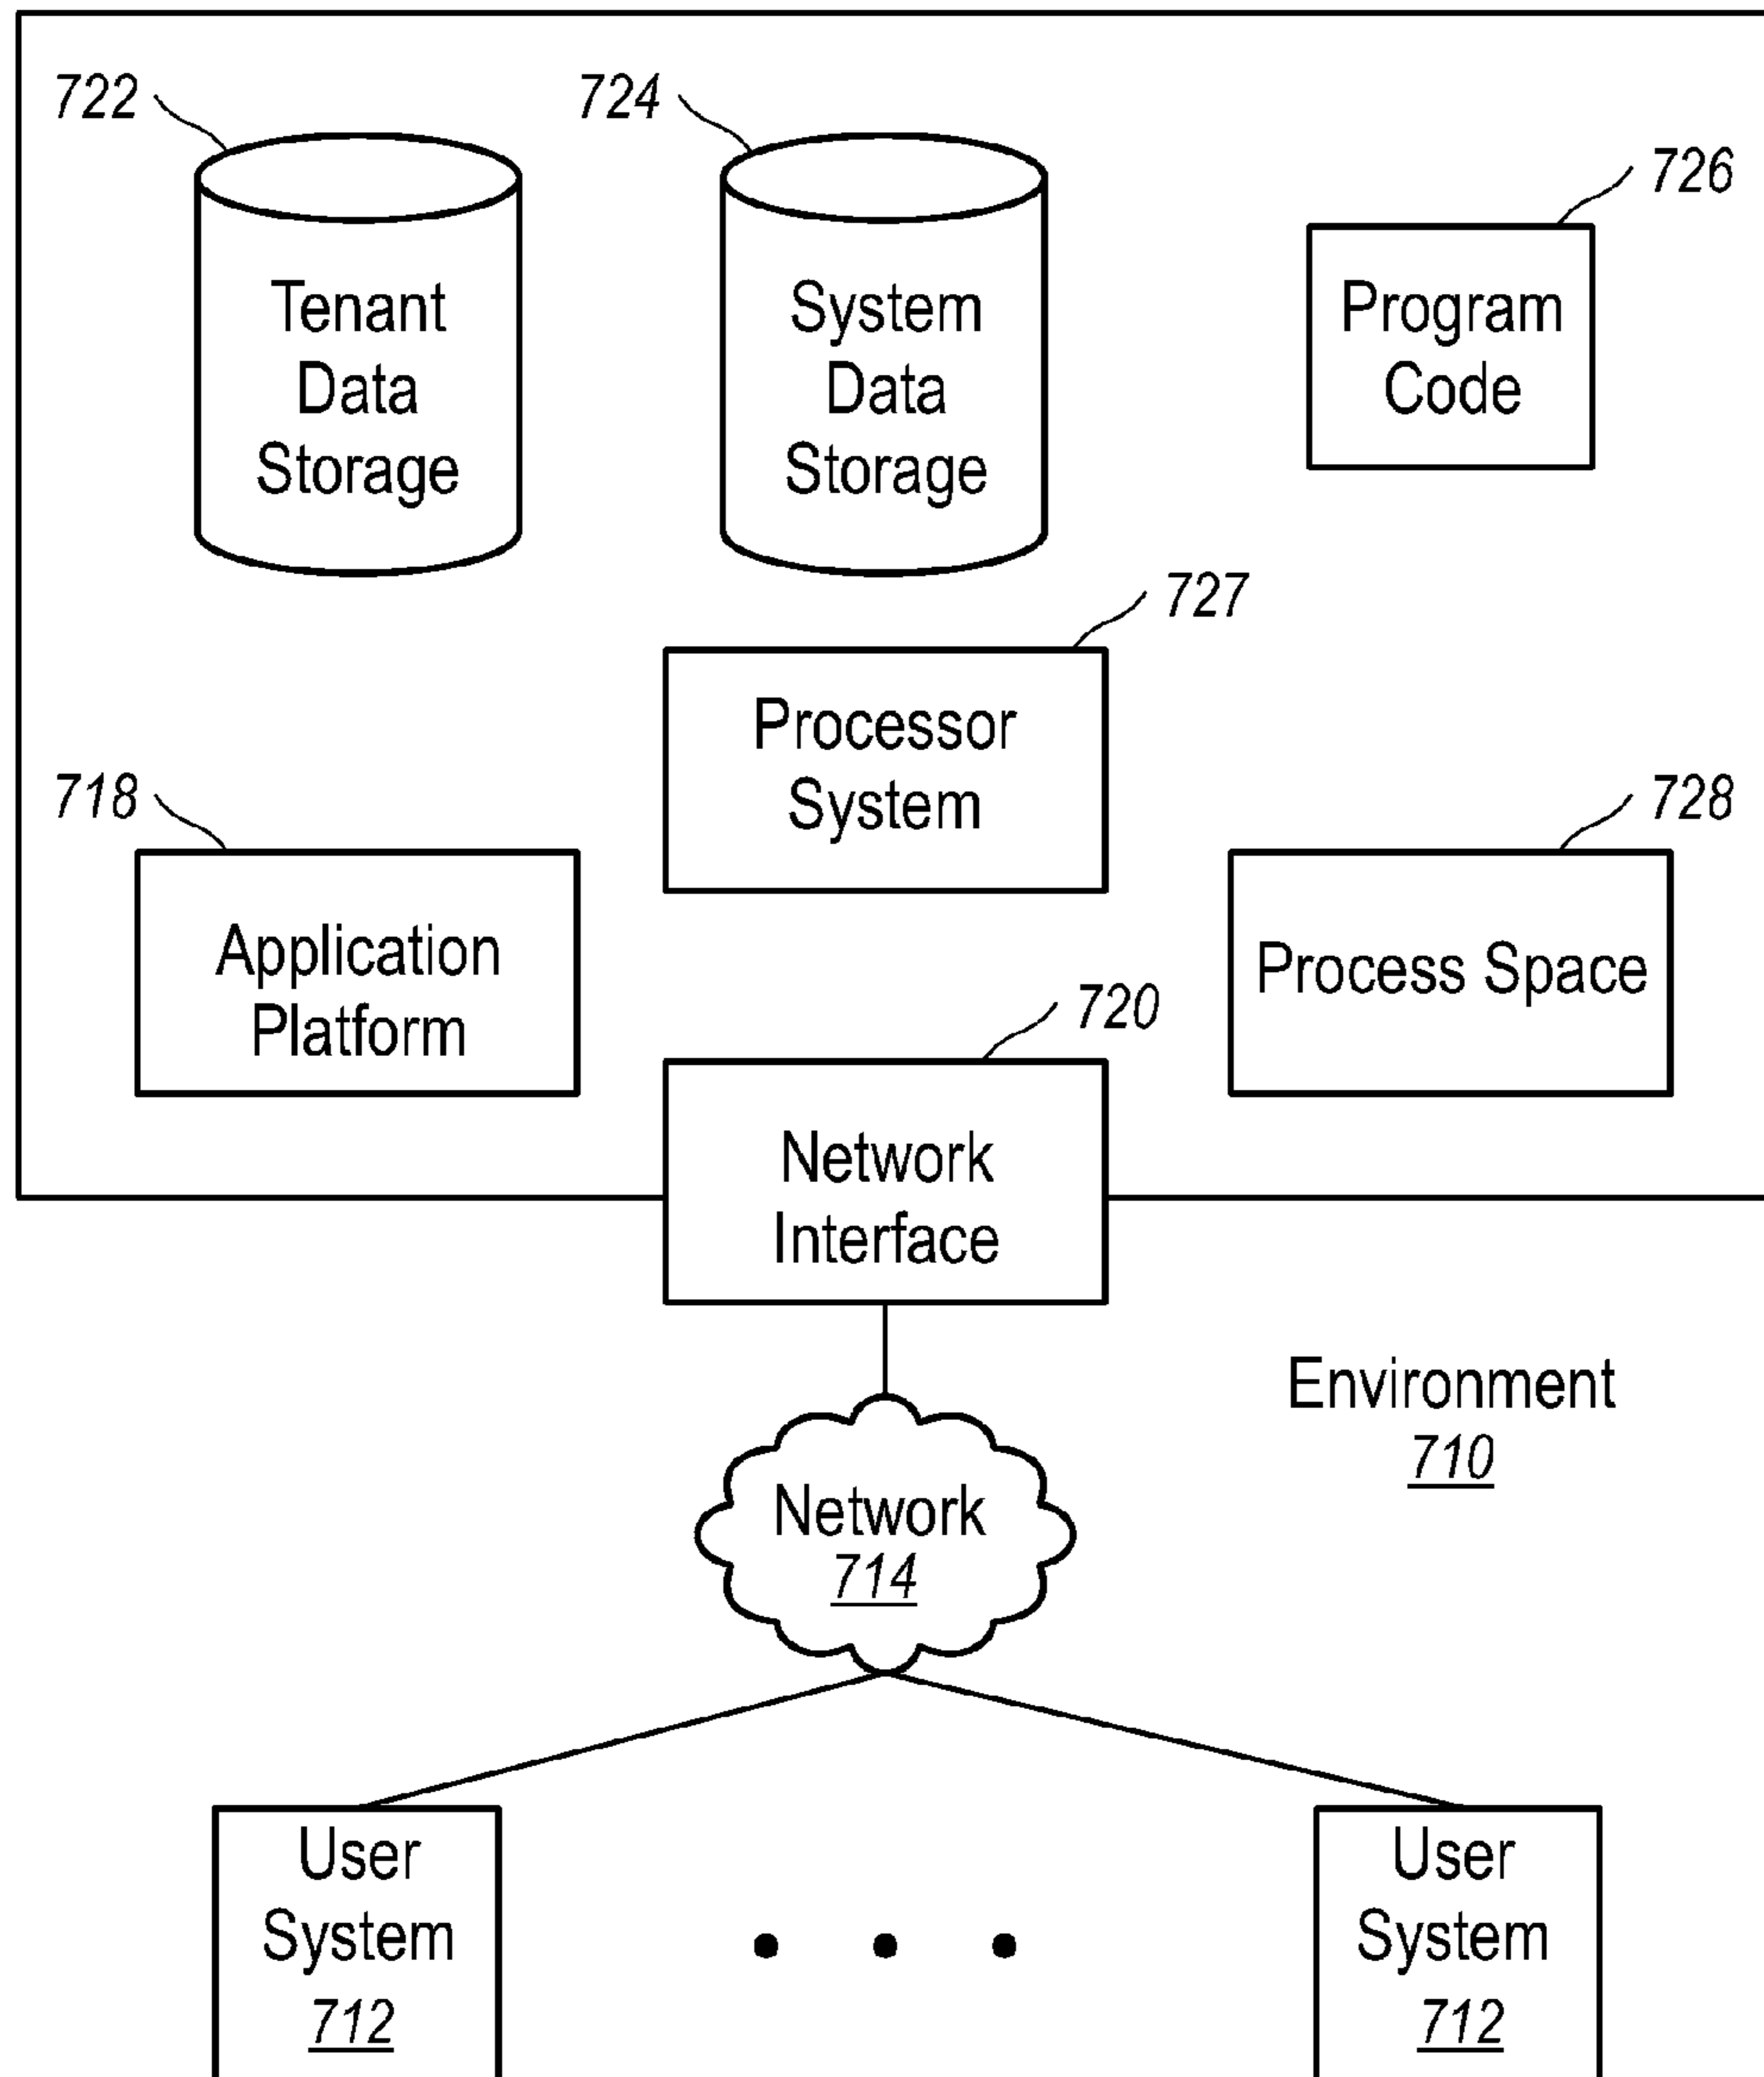 722
724
726
Tenant
Data
Storage
System
Data
Storage
Program
Code
727
Processor
System
718
728
Application
Platform
Process Space
720
Network
Interface
Environment
710
Network
714
User
System
712
User
System
712